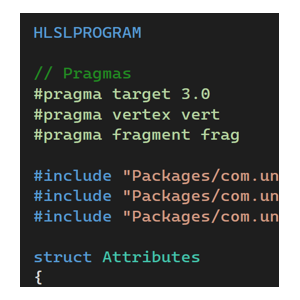 HLSLPROGRAM
// Pragmas
#pragma target 3.0
#pragma vertex vert
#pragma fragment frag
#include "Packages/com.un
#include "Packages/com.un
#include "Packages/com.un
struct Attributes
{